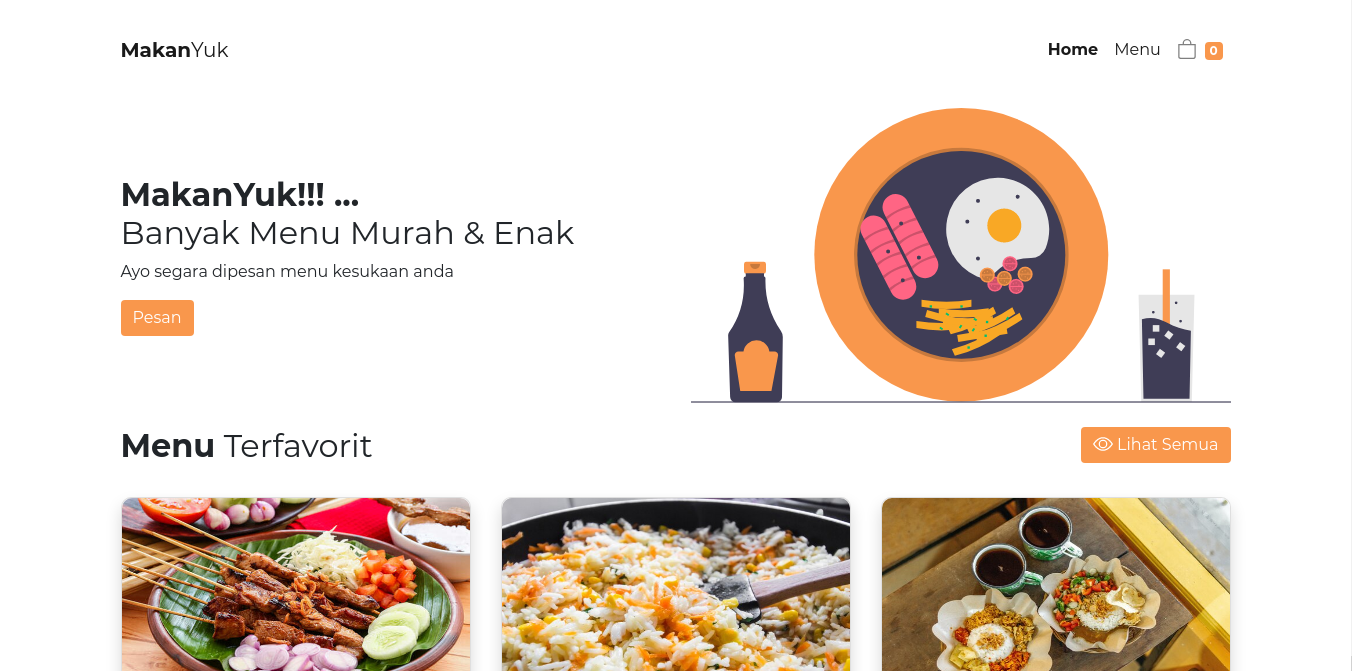 MakanYuk
Home Menu 0
MakanYuk!!! ...
Banyak Menu Murah & Enak
Ayo segara dipesan menu kesukaan anda
Pesan
Menu Terfavorit
Lihat Semua